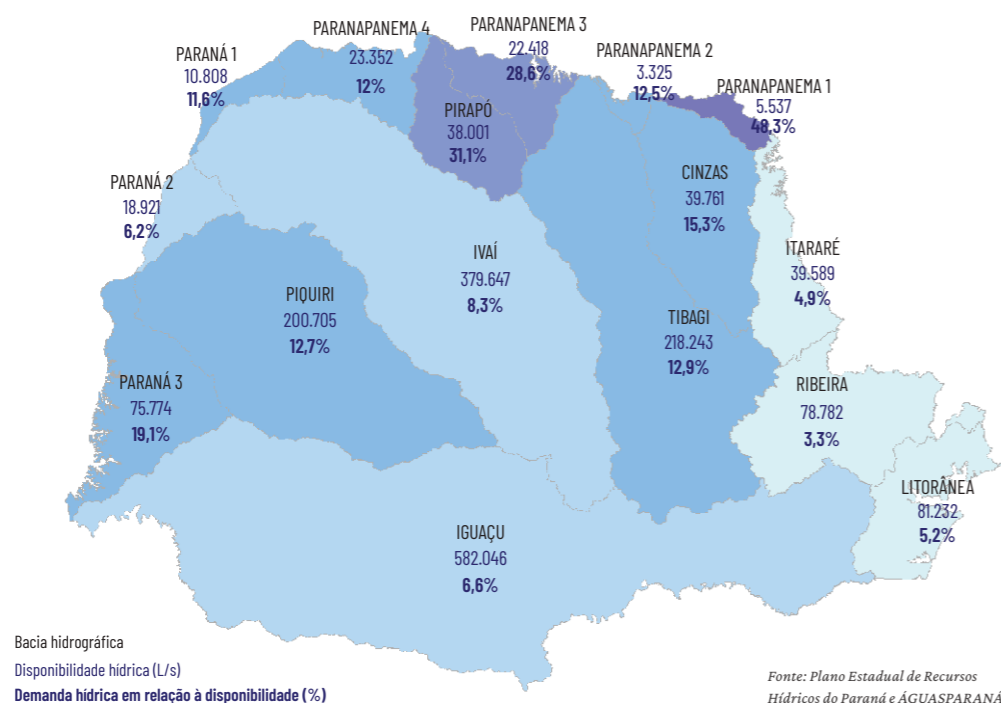 PARANAPANEMA 3
22.418
28,6%
PARANAPANEMA 4
23.352
12%
PARANÁ 1
10.808
11,6%
PARANAPANEMA 2
3.325
12,5%
PARANAPANEMA 1
5.537
48,3%
PIRAPÓ
38.001
31,1%
PARANÁ 2
18.921
6,2%
CINZAS
39.761
15,3%
ITARARÉ
39.589
4,9%
IVAÍ
379.647
8,3%
PIQUIRI
200.705
12,7%
TIBAGI
218.243
12,9%
PARANÁ 3
75.774
19,1%
RIBEIRA
78.782
3,3%
LITORÂNEA
81.232
5,2%
IGUAÇU
582.046
6,6%
Bacia hidrográfica
Disponibilidade hídrica (L/s)
Demanda hídrica em relação à disponibilidade (%)
Fonte: Plano Estadual de Recursos
Hídricos do Paraná e ÁGUASPARANÁ